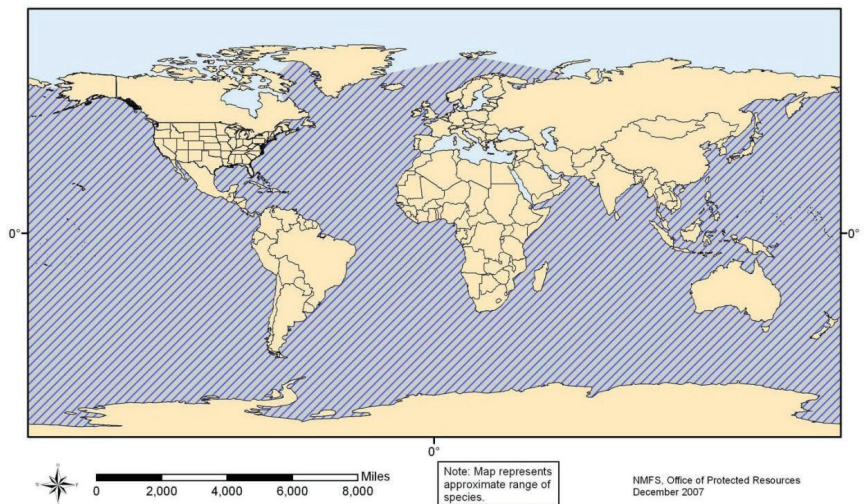 0°
0°
0°
Miles
0 2,000 4,000 6,000 8,000
Note: Map represents
approximate range of
species.
NMFS, Office of Protected Resources
December 2007